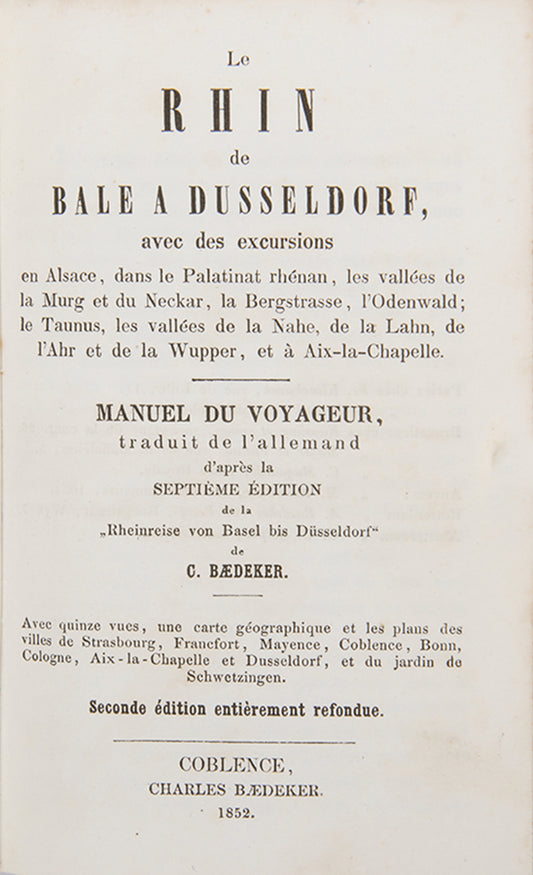 Le
RHIN
de
BALE A DUSSELDORF,
avec des excursions
en Alsace, dans le Palatinat rhénan, les vallées de
la Murg et du Neckar, la Bergstrasse, l'Odenwald;
le Taunus, les vallées de la Nahe, de la Lahn, de
l'Ahr et de la Wupper, et à Aix-la-Chapelle.
MANUEL DU VOYAGEUR,
traduit de l'allemand
d'après la
SEPTIÈME ÉDITION
de la
„Rheinreise von Basel bis Düsseldorf“
de
C. BÆDEKER.
Avec quinze vues, une carte géographique et les plans des
villes de Strasbourg, Francfort, Mayence, Coblence, Bonn,
Cologne, Aix-la-Chapelle et Dusseldorf, et du jardin de
Schwetzingen.
Seconde édition entièrement refondue.
COBLENCE,
CHARLES BÆDEKER.
1852.